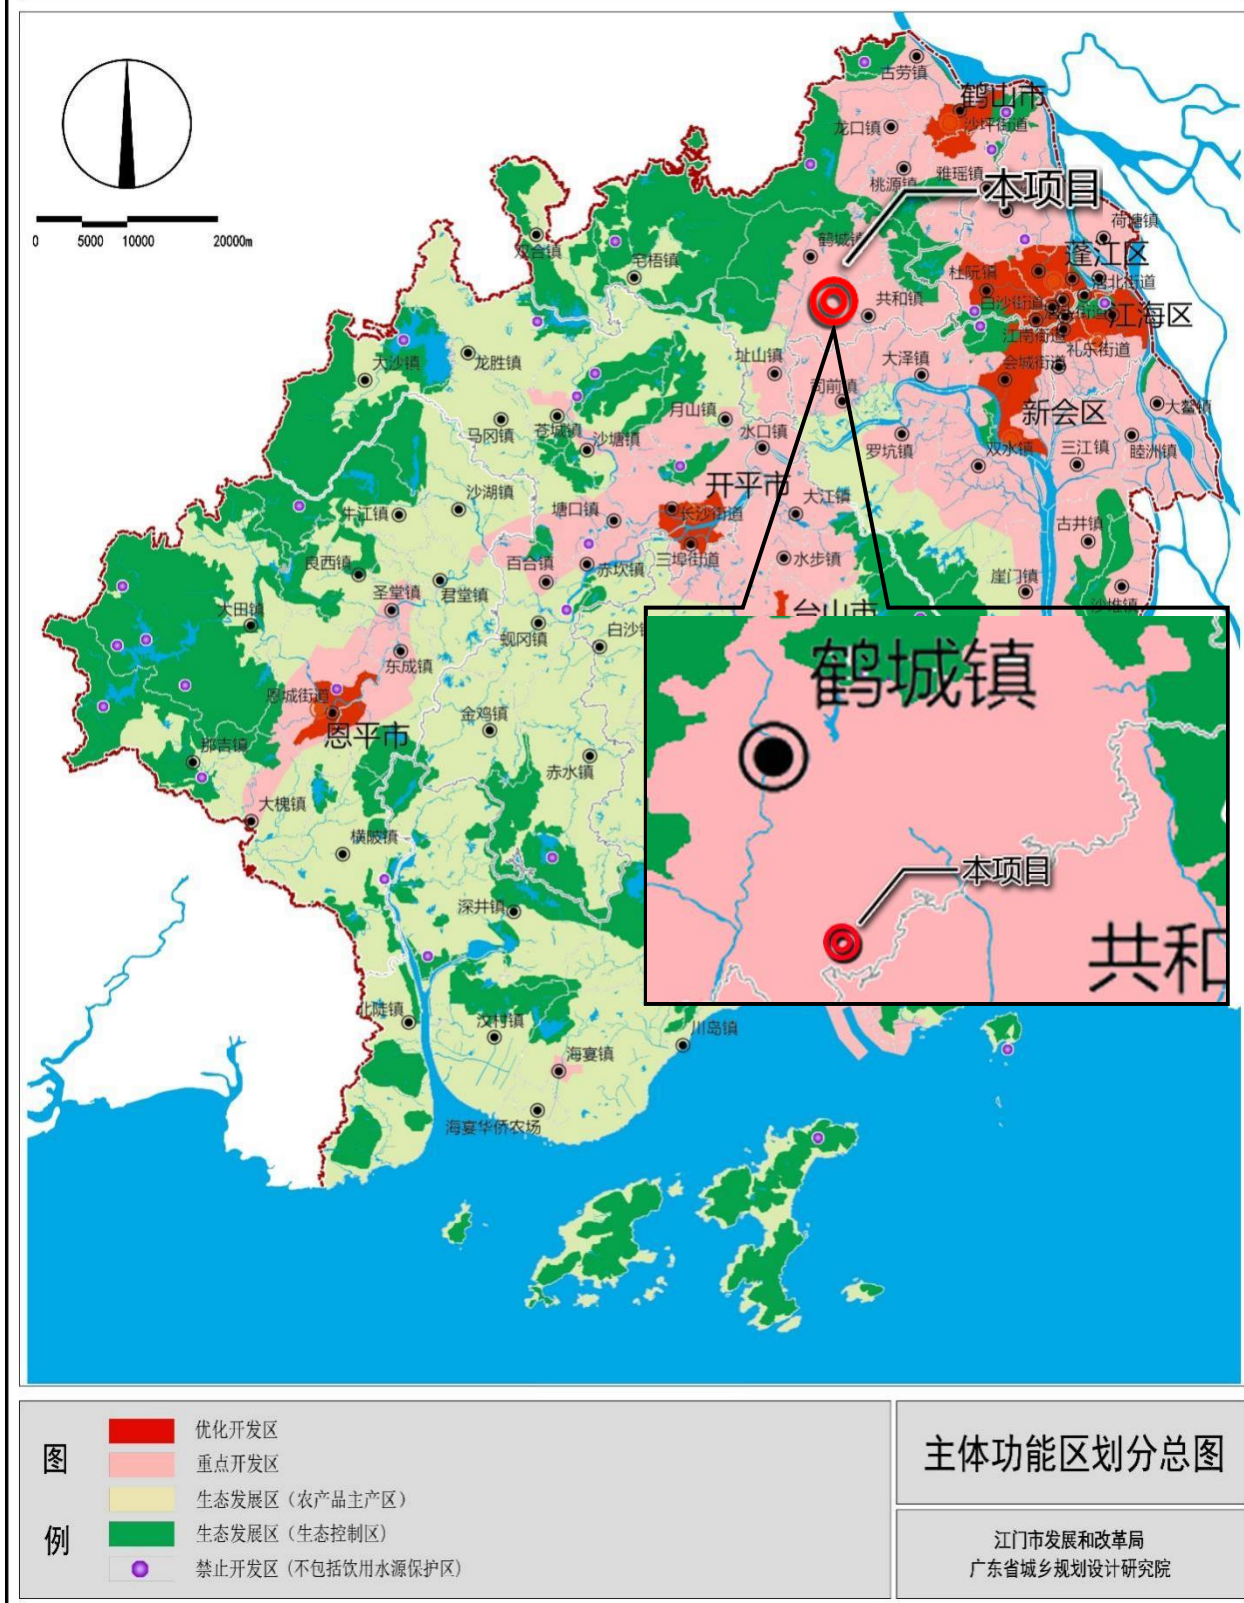 0 5000 10000 20000m
古劳镇
鹤山市
沙坪街道
龙口镇
雅瑶镇
桃源镇
本项目
荷塘镇
双合镇
宅梧镇
鹤城镇
蓬江区
杜阮镇
共和镇
白沙街道
江海区
江南街道
礼乐街道
大沙镇
龙胜镇
址山镇
大泽镇
会城街道
司前镇
新会区
大鳌镇
月山镇
马冈镇
苍城镇
沙塘镇
水口镇
罗坑镇
双水镇
三江镇
睦洲镇
开平市
沙湖镇
牛江镇
塘口镇
长沙街道
大江镇
古井镇
良西镇
百合镇
赤坎镇
三埠街道
水步镇
崖门镇
圣堂镇
君堂镇
大田镇
台山市
沙堆镇
蚬冈镇
白沙
东成镇
恩城街道
恩平市
金鸡镇
那吉镇
赤水镇
大槐镇
横陂镇
深井镇
北陡镇
汶村镇
川岛镇
海宴镇
海宴华侨农场
鹤城镇
本项目
共和
图例
优化开发区
重点开发区
生态发展区（农产品主产区）
生态发展区（生态控制区）
禁止开发区（不包括饮用水源保护区）
主体功能区划分总图
江门市发展和改革局
广东省城乡规划设计研究院